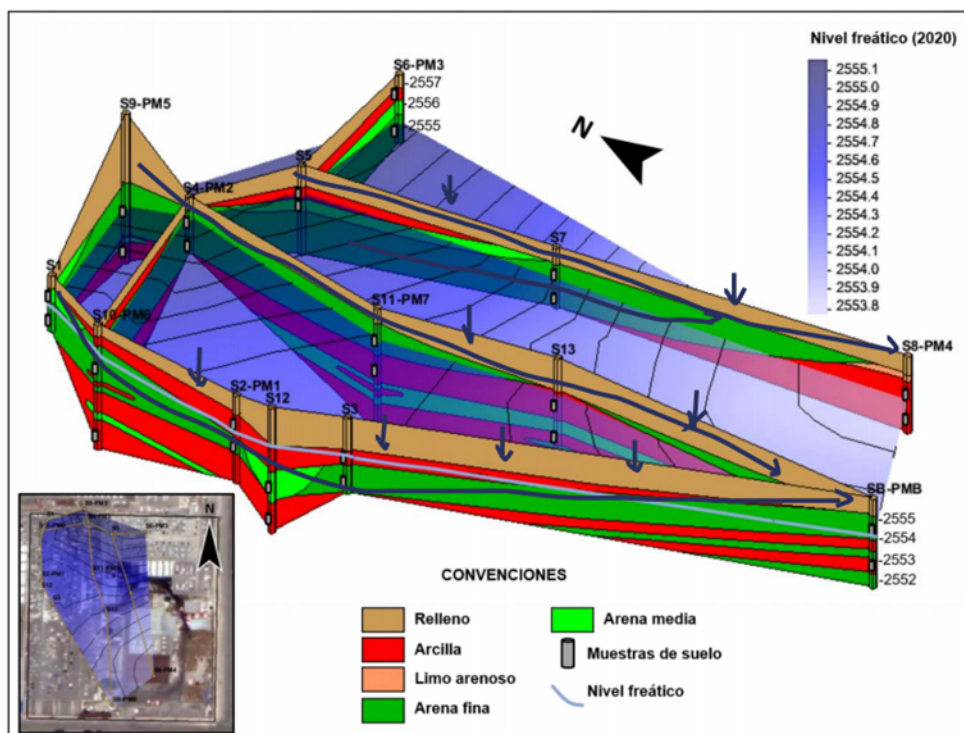 Nivel freático (2020)
2555.1
2555.0
2554.9
2554.8
2554.7
2554.6
2554.5
2554.4
2554.3
2554.2
2554.1
2554.0
2553.9
2553.8
S6-PM3
2557
2556
2555
S9-PM5
N
S5
S4-PM2
S7
S1
S10-PM6
S11-PM7
S13
S8-PM4
S2-PM1
S12
S3
SB-PMB
2555
2554
2553
2552
N
CONVENCIONES
Relleno
Arcilla
Limo arenoso
Arena fina
Arena media
Muestras de suelo
Nivel freático